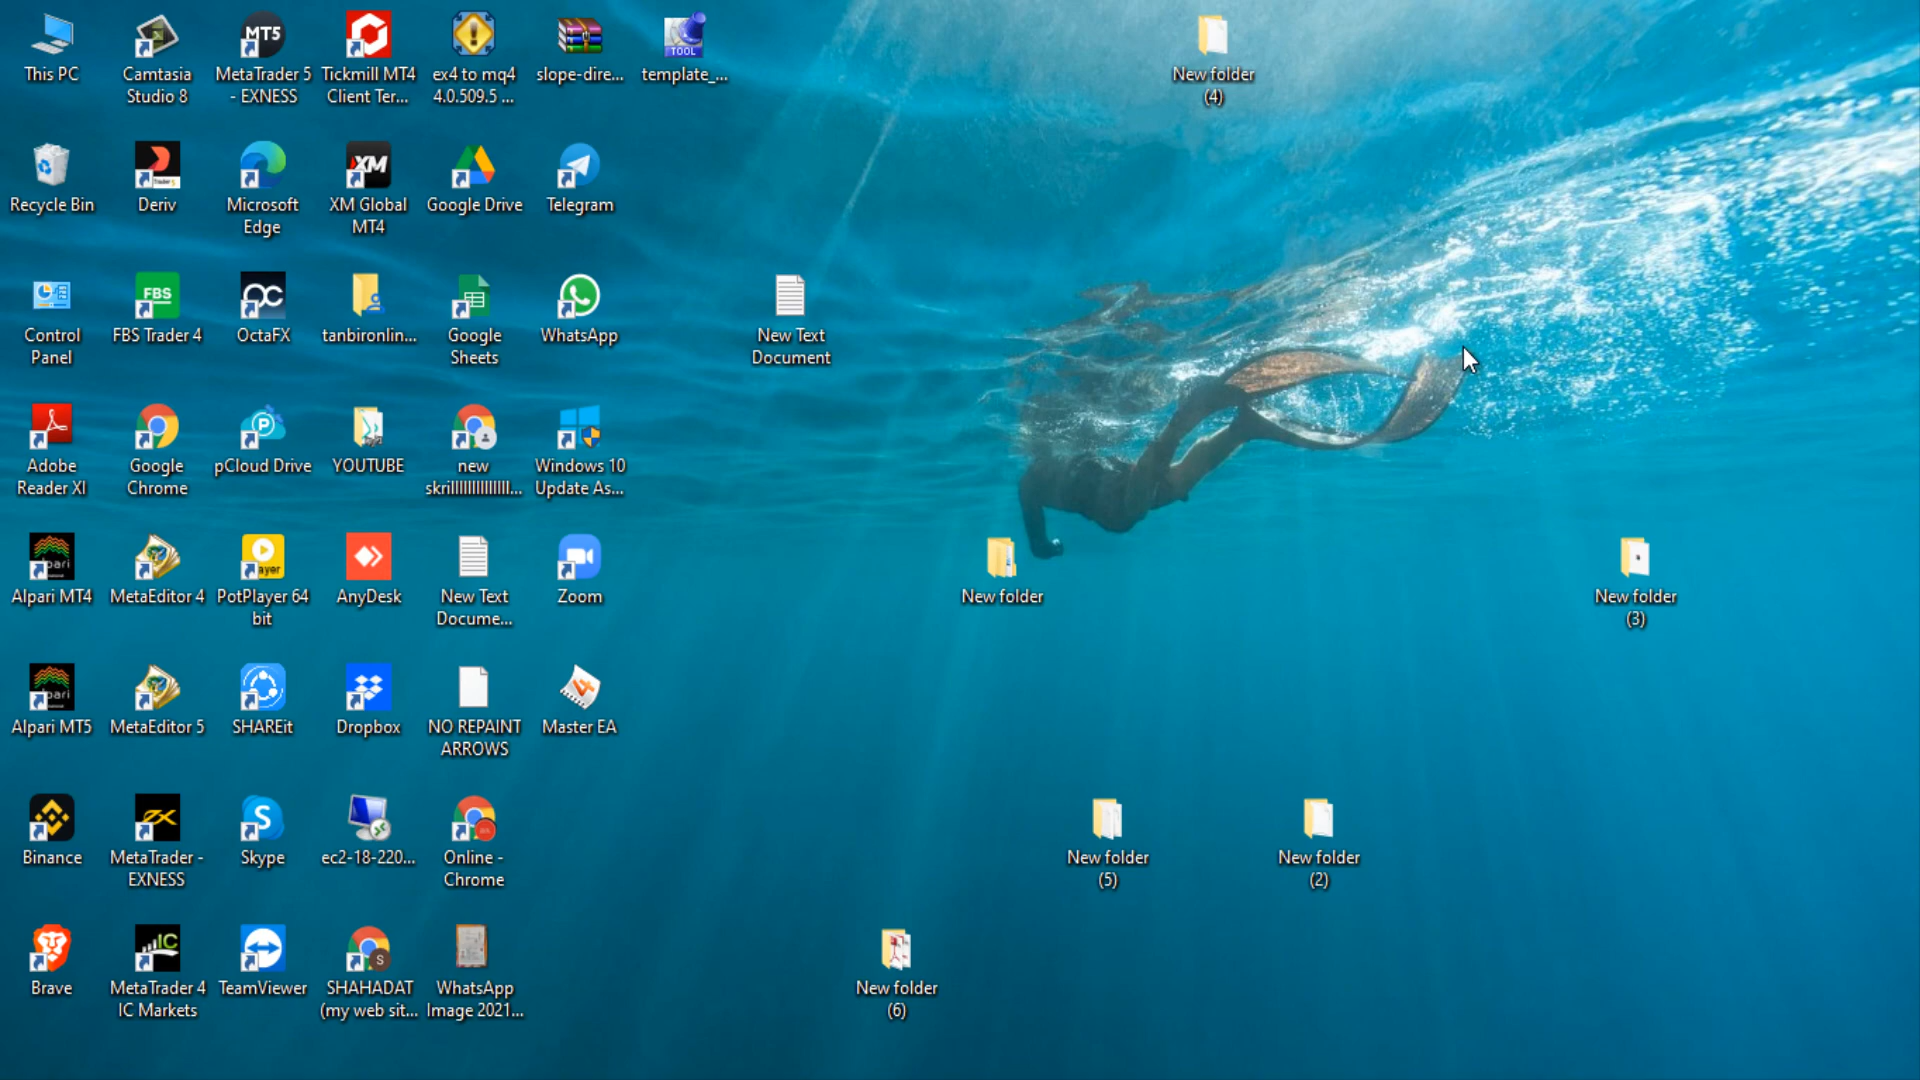 This PC
Camtasia
Studio 8
MT5
MetaTrader 5
- EXNESS
Tickmill MT4
Client Ter...
ex4 to mq4
4.0.509.5 ...
slope-dire...
TOOL
template_...
New folder
(4)
Recycle Bin
Deriv
Microsoft
Edge
XM
XM Global
MT4
Google Drive
Telegram
Control
Panel
FBS
FBS Trader 4
OctaFX
tanbironlin...
Google
Sheets
WhatsApp
New Text
Document
Adobe
Reader XI
Google
Chrome
pCloud Drive
YOUTUBE
new
Windows 10
Update As...
Alpari MT4
MetaEditor 4
PotPlayer 64
bit
AnyDesk
New Text
Docume...
Zoom
New folder
New folder
(3)
Alpari MT5
MetaEditor 5
SHAREit
Dropbox
NO REPAINT
ARROWS
Master EA
Binance
MetaTrader -
EXNESS
S
Skype
ec2-18-220...
Online -
Chrome
New folder
(5)
New folder
(2)
Brave
IC
MetaTrader 4
IC Markets
TeamViewer
S
SHAHADAT
(my web sit...
WhatsApp
Image 2021...
New folder
(6)